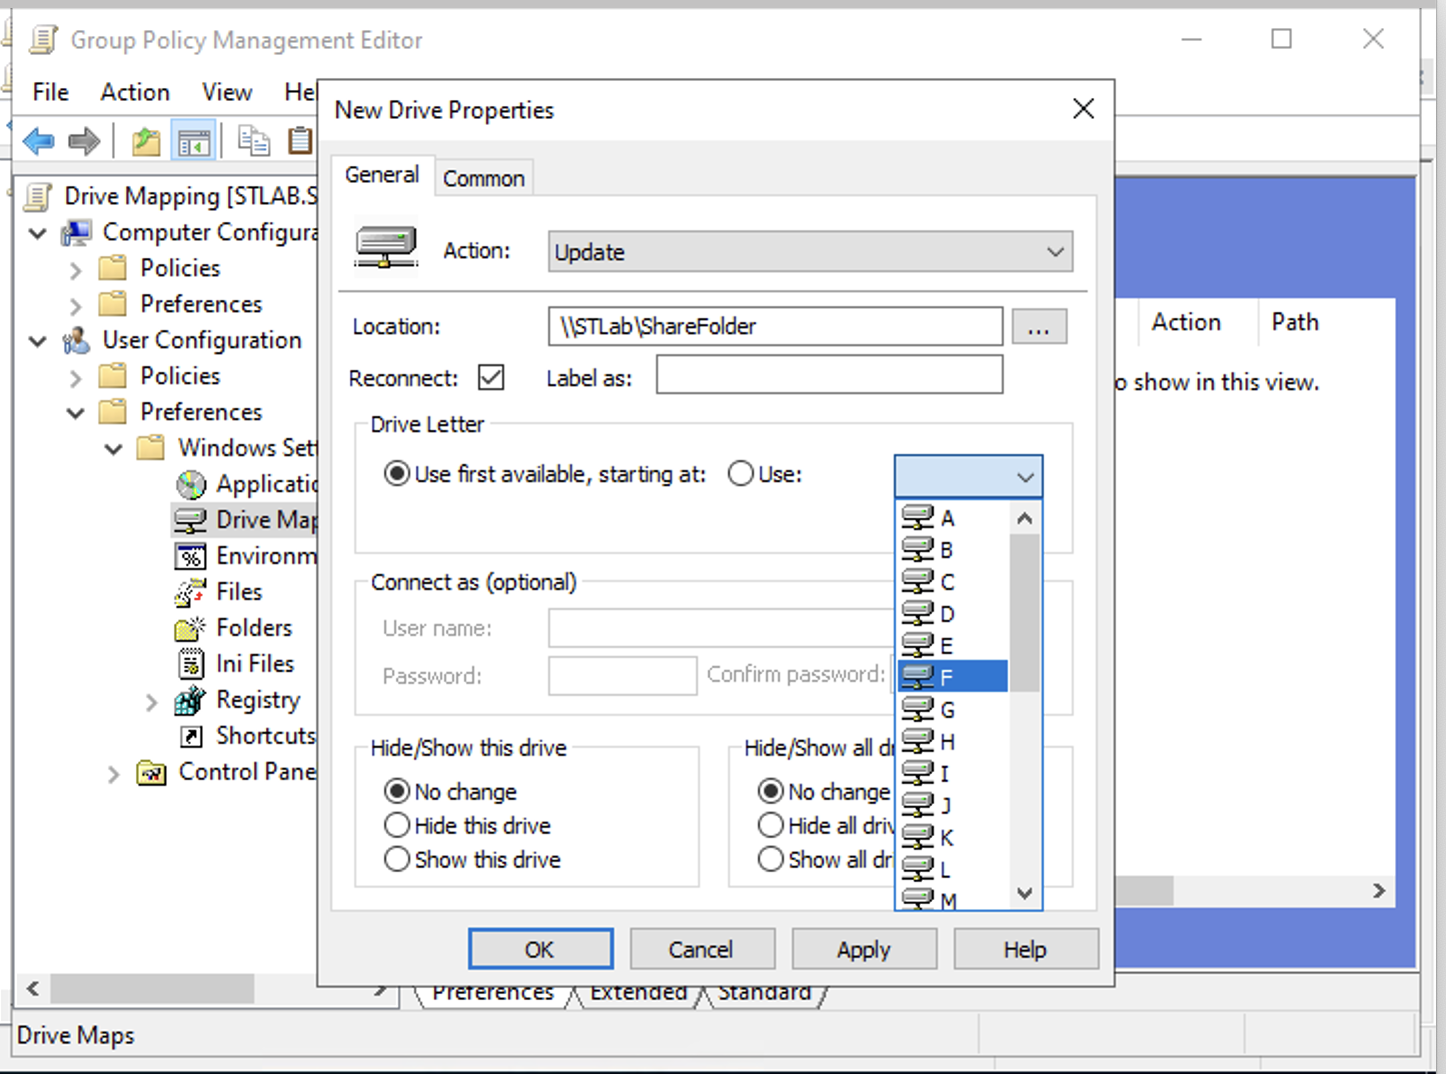 Group Policy Management Editor
File Action View Hel
New Drive Properties
General Common
Action: Update
Location: \\STLab\ShareFolder ...
Reconnect: Label as:
Drive Letter
Use first available, starting at: Use:
A
B
C
D
E
F
G
H
I
J
K
L
M
Connect as (optional)
User name:
Password: Confirm password:
Hide/Show this drive
No change
Hide this drive
Show this drive
Hide/Show all dr
No change
Hide all driv
Show all dri
OK Cancel Apply Help
Drive Mapping [STLAB.S
Computer Configura
Policies
Preferences
User Configuration
Policies
Preferences
Windows Sett
Applicatio
Drive Map
Environm
Files
Folders
Ini Files
Registry
Shortcuts
Control Pane
Action Path
o show in this view.
Preferences Extended Standard
Drive Maps